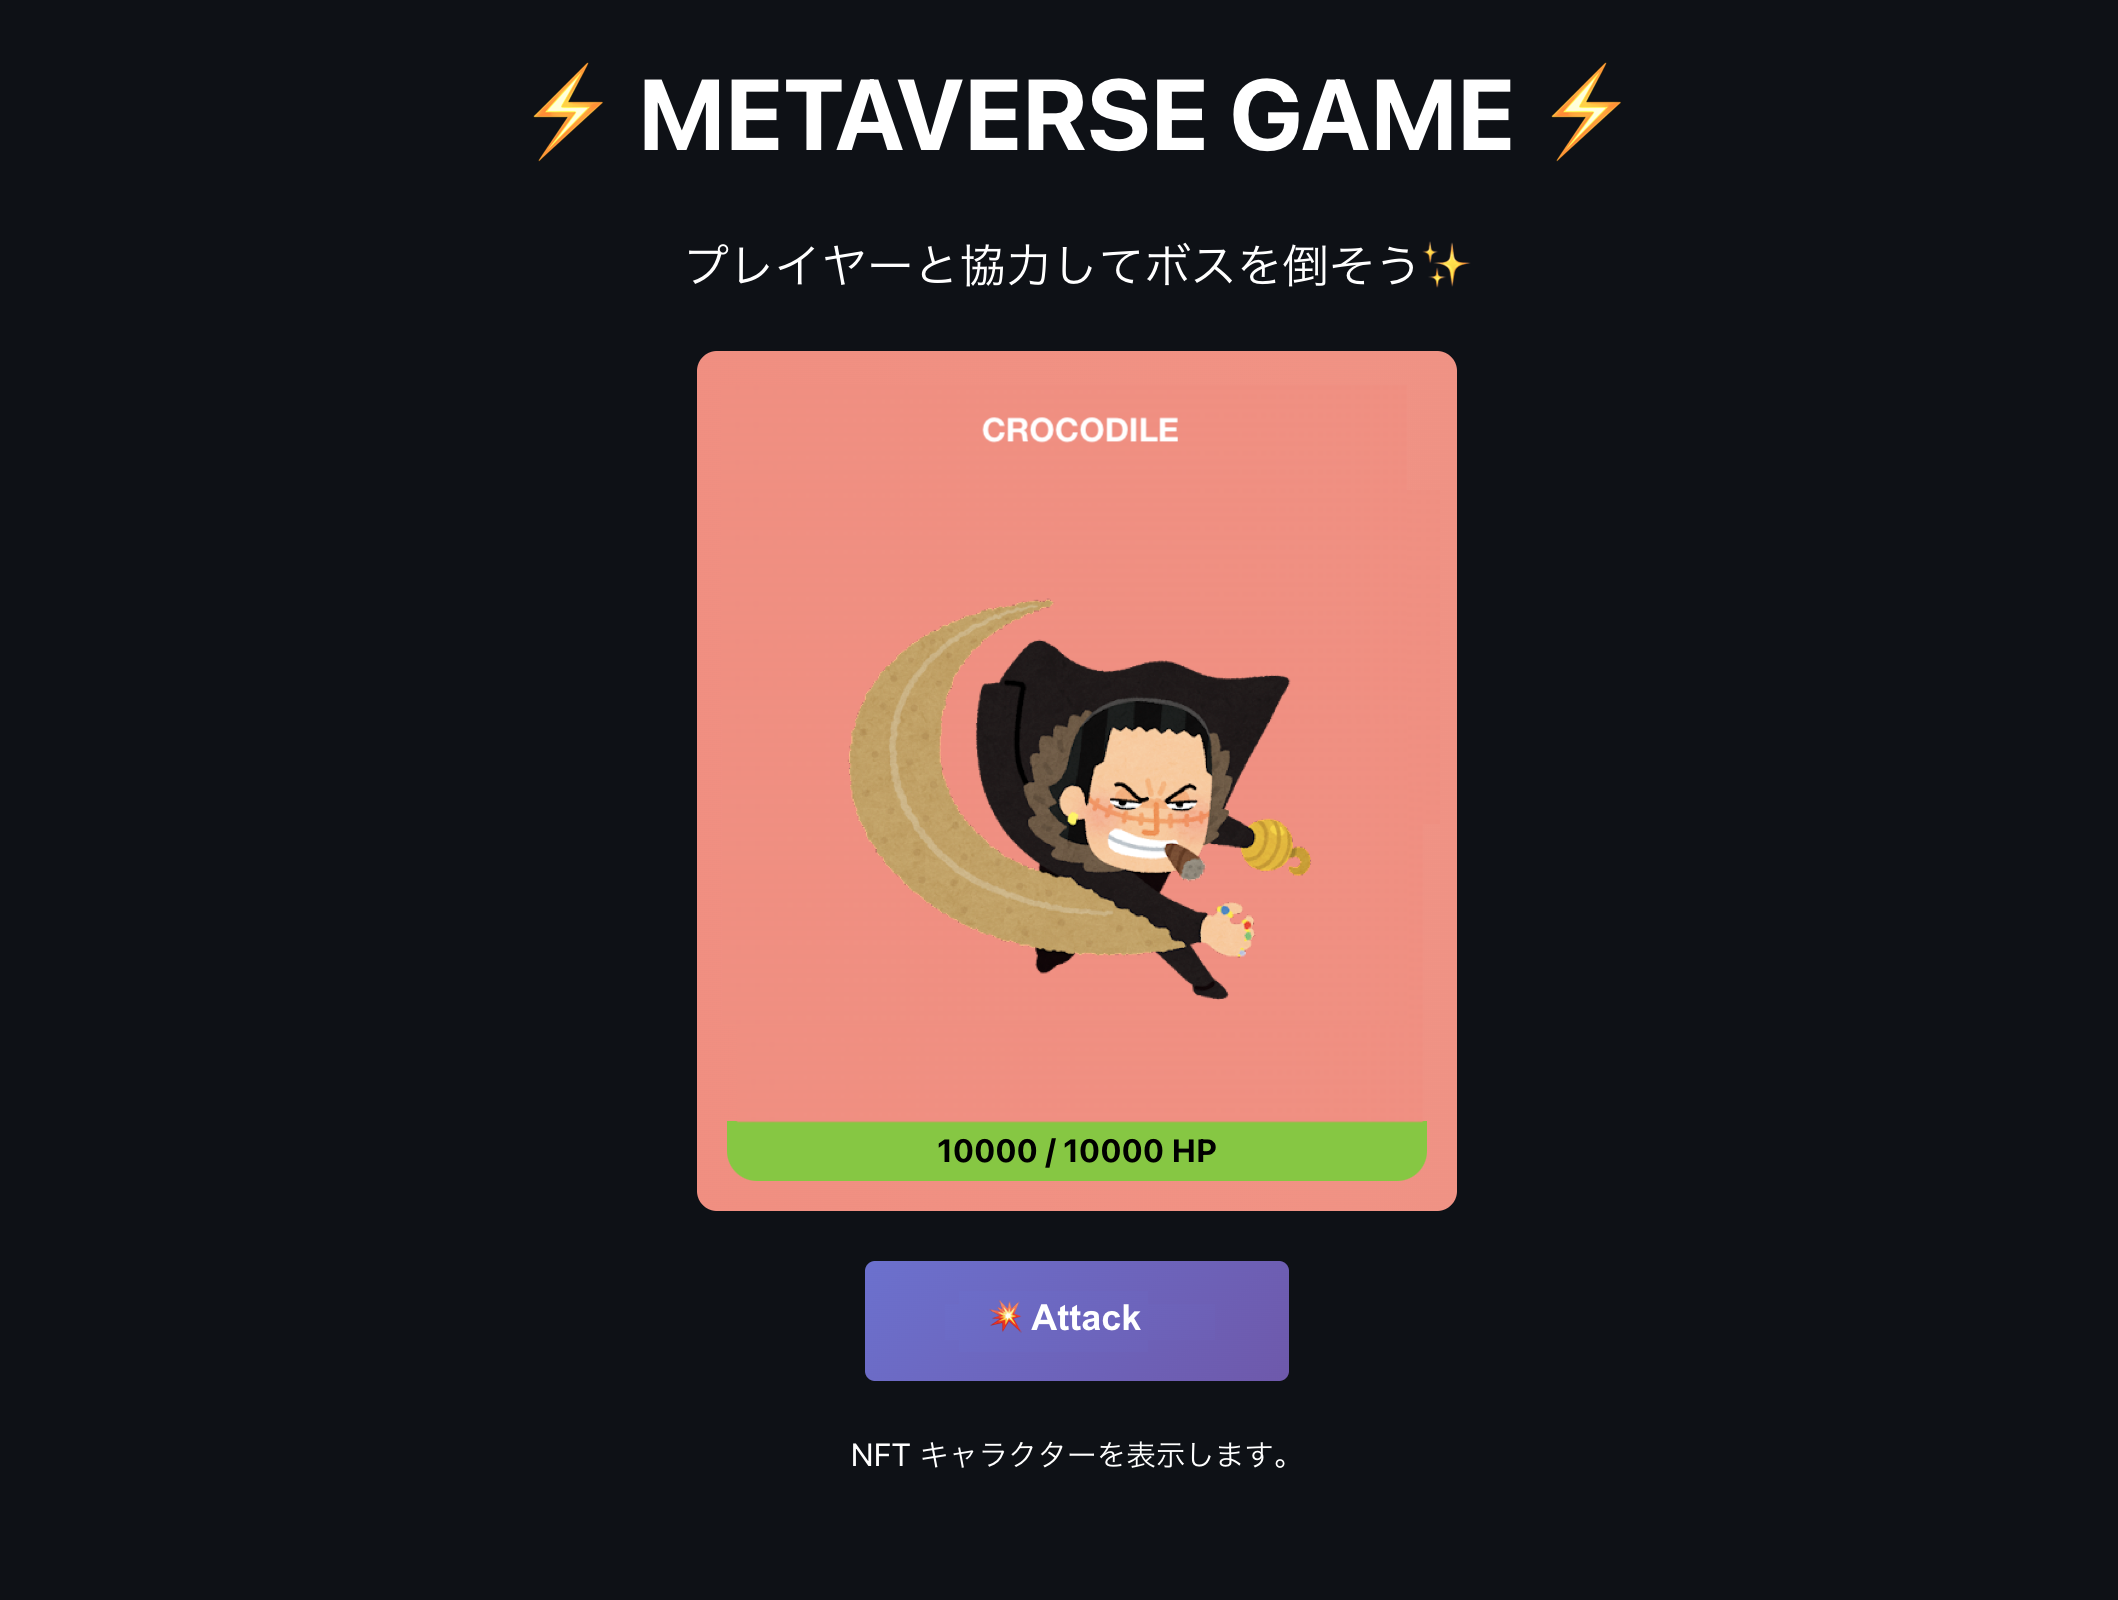 ⚡ METAVERSE GAME ⚡
プレイヤーと協力してボスを倒そう✨
CROCODILE
10000 / 10000 HP
💥 Attack
NFT キャラクターを表示します。